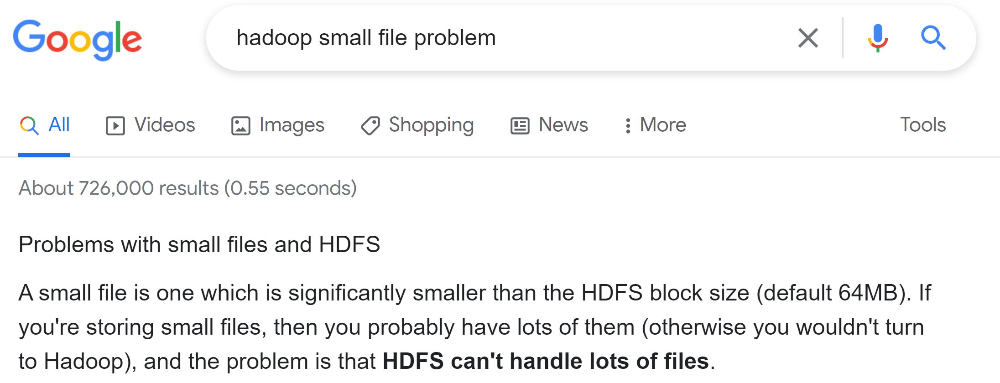 Google
hadoop small file problem
All Videos Images Shopping News More Tools
About 726,000 results (0.55 seconds)
Problems with small files and HDFS
A small file is one which is significantly smaller than the HDFS block size (default 64MB). If
you're storing small files, then you probably have lots of them (otherwise you wouldn't turn
to Hadoop), and the problem is that HDFS can't handle lots of files.